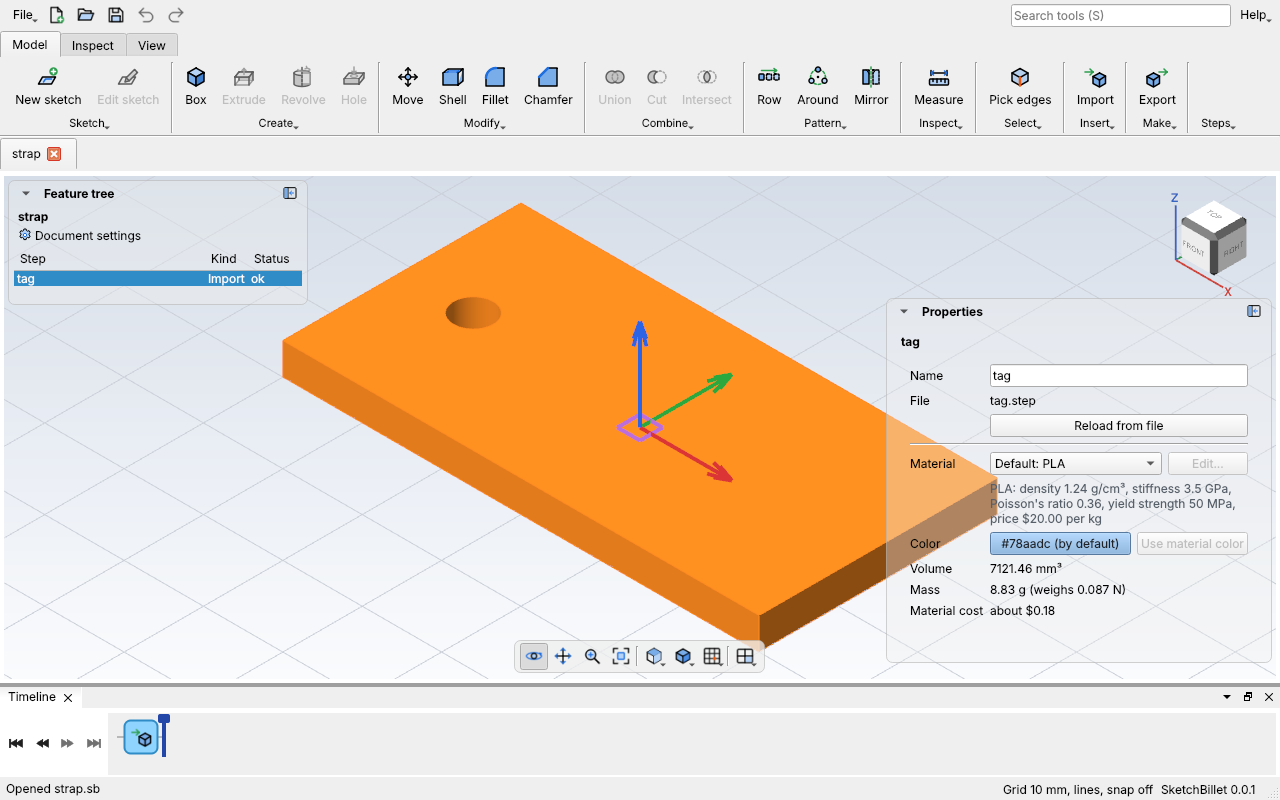 File
Search tools (S)
Help
Model
Inspect
View
New sketch
Edit sketch
Box
Extrude
Revolve
Hole
Move
Shell
Fillet
Chamfer
Union
Cut
Intersect
Row
Around
Mirror
Measure
Pick edges
Import
Export
Sketch
Create
Modify
Combine
Pattern
Inspect
Select
Insert
Make
Steps
strap
Feature tree
strap
Document settings
Step Kind Status
tag Import ok
Z
TOP
FRONT
RIGHT
X
Properties
tag
Name tag
File tag.step
Reload from file
Material Default: PLA Edit...
PLA: density 1.24 g/cm³, stiffness 3.5 GPa,
Poisson's ratio 0.36, yield strength 50 MPa,
price $20.00 per kg
Color #78aadc (by default) Use material color
Volume 7121.46 mm³
Mass 8.83 g (weighs 0.087 N)
Material cost about $0.18
Timeline
Opened strap.sb
Grid 10 mm, lines, snap off SketchBillet 0.0.1